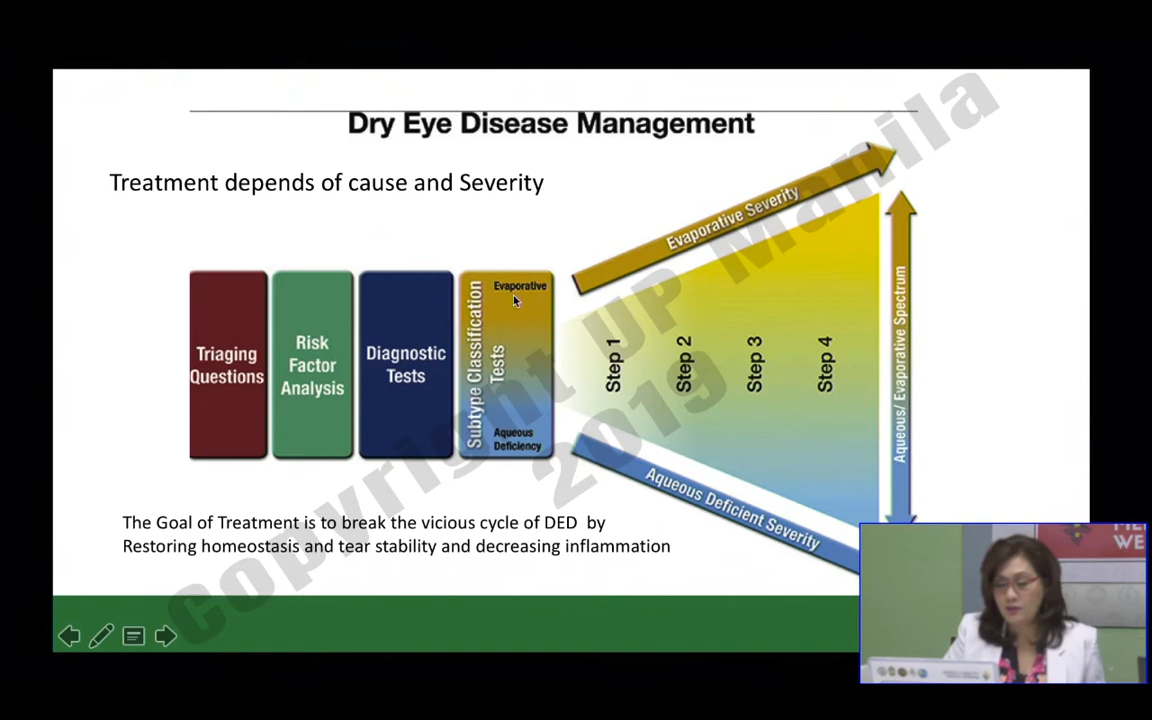 Dry Eye Disease Management
Treatment depends of cause and Severity
Triaging
Questions
Risk
Factor
Analysis
Diagnostic
Tests
Subtype Classification
Tests
Evaporative
Aqueous
Deficiency
Evaporative Severity
Step 1
Step 2
Step 3
Step 4
Aqueous/ Evaporative Spectrum
Aqueous Deficient Severity
The Goal of Treatment is to break the vicious cycle of DED by
Restoring homeostasis and tear stability and decreasing inflammation
Copyright UP Manila
2019
WE